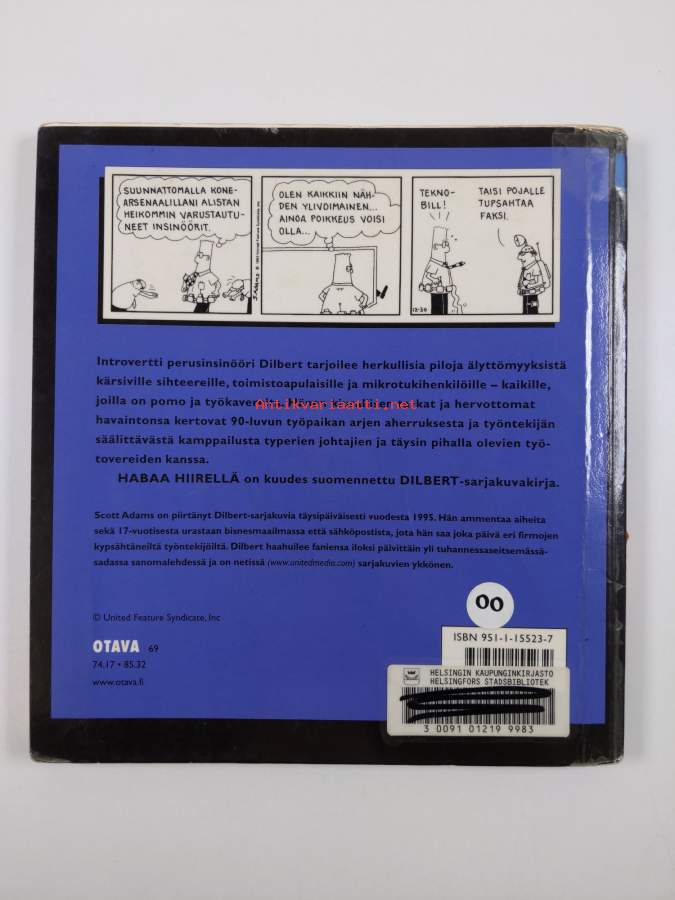 SUUNNATTOMALLA KONE-
ARSENAALILLANI ALISTAN
HEIKOMMIN VARUSTAUTU-
NEET INSINÖÖRIT.
OLEN KAIKKIIN NÄH-
DEN YLIVOIMAINEN...
AINOA POIKKEUS VOISI
OLLA...
TEKNO-
BILL!
TAISI POJALLE
TUPSAHTAA
FAKSI.
S.ADAMS
12-30
Introvertti perusinsinööri Dilbert tarjoilee herkullisia piloja älyttömyyksistä
kärsiville sihteereille, toimistoapulaisille ja mikrotukihenkilöille – kaikille,
joilla on pomo ja työkavereita. Hänen kirpeät ja hervottomat
Antikvariaatti.net
havaintonsa kertovat 90-luvun työpaikan arjen aherruksesta ja työntekijän
säälittävästä kamppailusta typerien johtajien ja täysin pihalla olevien työ-
tovereiden kanssa.
HABAA HIIRELLÄ on kuudes suomennettu DILBERT-sarjakuvakirja.
Scott Adams on piirtänyt Dilbert-sarjakuvia täysipäiväisesti vuodesta 1995. Hän ammentaa aiheita
sekä 17-vuotisesta urastaan bisnesmaailmassa että sähköpostista, jota hän saa joka päivä eri firmojen
kypsähtäneiltä työntekijöiltä. Dilbert haahuilee faniensa iloksi päivittäin yli tuhannessaseitsemässä-
sadassa sanomalehdessä ja on netissä (www.unitedmedia.com) sarjakuvien ykkönen.
00
© United Feature Syndicate, Inc
OTAVA 69
74.17 • 85.32
www.otava.fi
ISBN 951-1-15523-7
HELSINGIN KAUPUNGINKIRJASTO
HELSINGFORS STADSBIBLIOTEK
3 0091 01219 9983